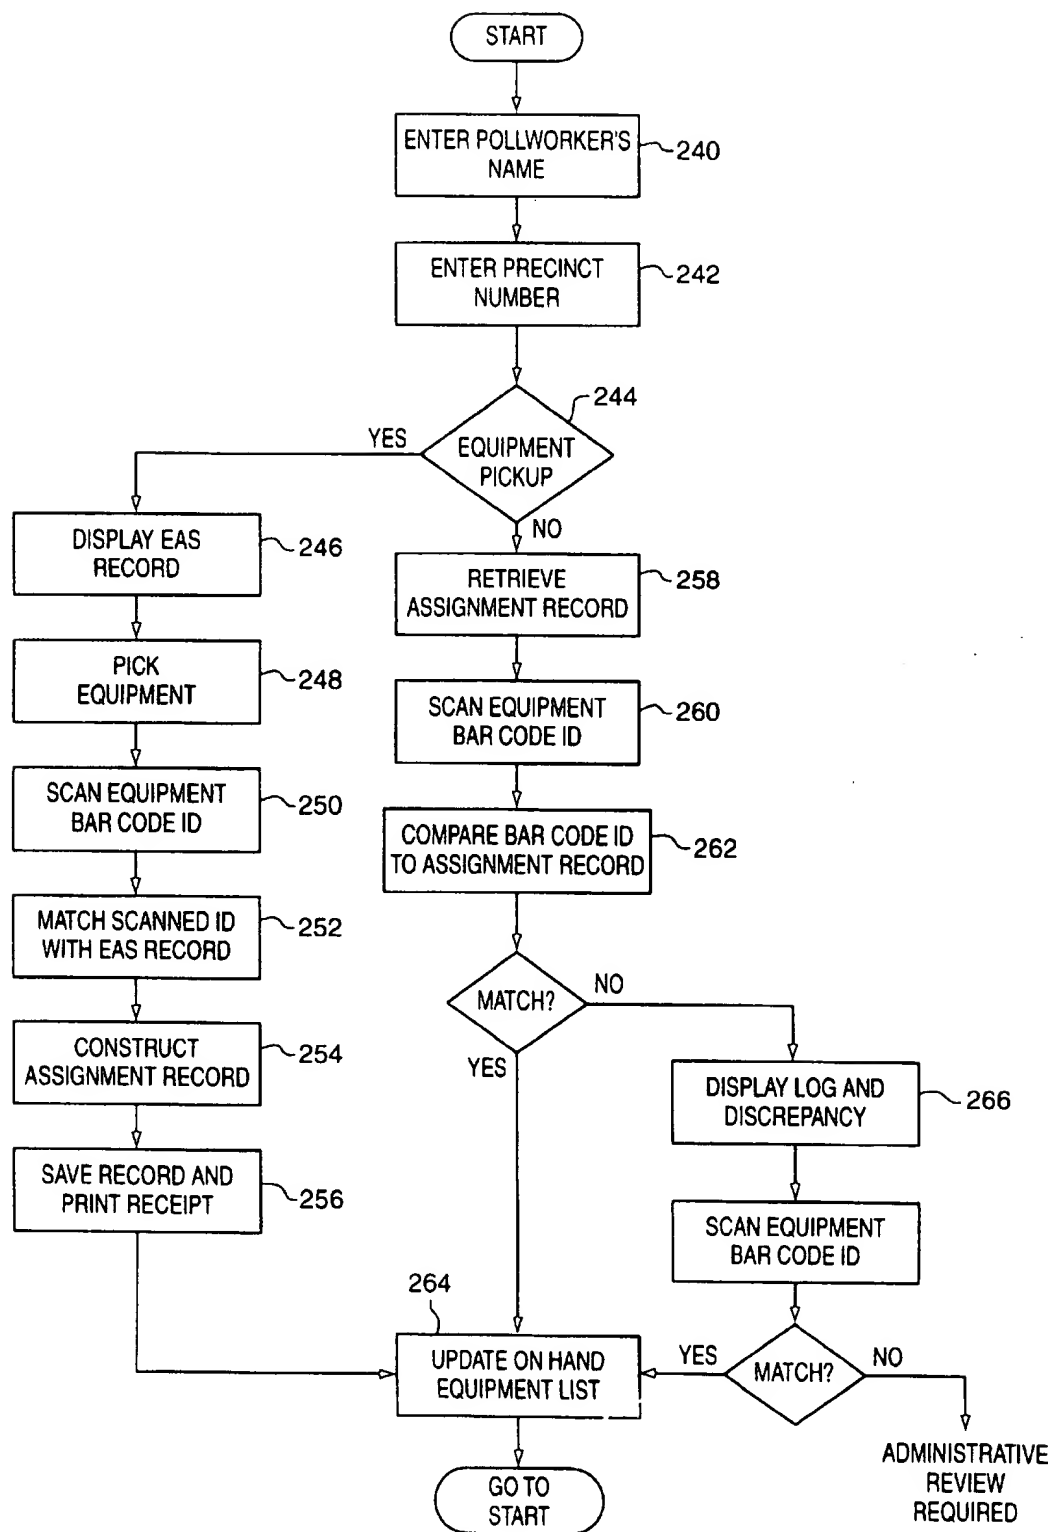 START
ENTER POLLWORKER'S
NAME
240
ENTER PRECINCT
NUMBER
242
244
EQUIPMENT
PICKUP
YES
NO
DISPLAY EAS
RECORD
246
PICK
EQUIPMENT
248
SCAN EQUIPMENT
BAR CODE ID
250
MATCH SCANNED ID
WITH EAS RECORD
252
CONSTRUCT
ASSIGNMENT RECORD
254
SAVE RECORD AND
PRINT RECEIPT
256
RETRIEVE
ASSIGNMENT RECORD
258
SCAN EQUIPMENT
BAR CODE ID
260
COMPARE BAR CODE ID
TO ASSIGNMENT RECORD
262
MATCH?
NO
YES
DISPLAY LOG AND
DISCREPANCY
266
SCAN EQUIPMENT
BAR CODE ID
MATCH?
YES
NO
ADMINISTRATIVE
REVIEW
REQUIRED
264
UPDATE ON HAND
EQUIPMENT LIST
GO TO
START